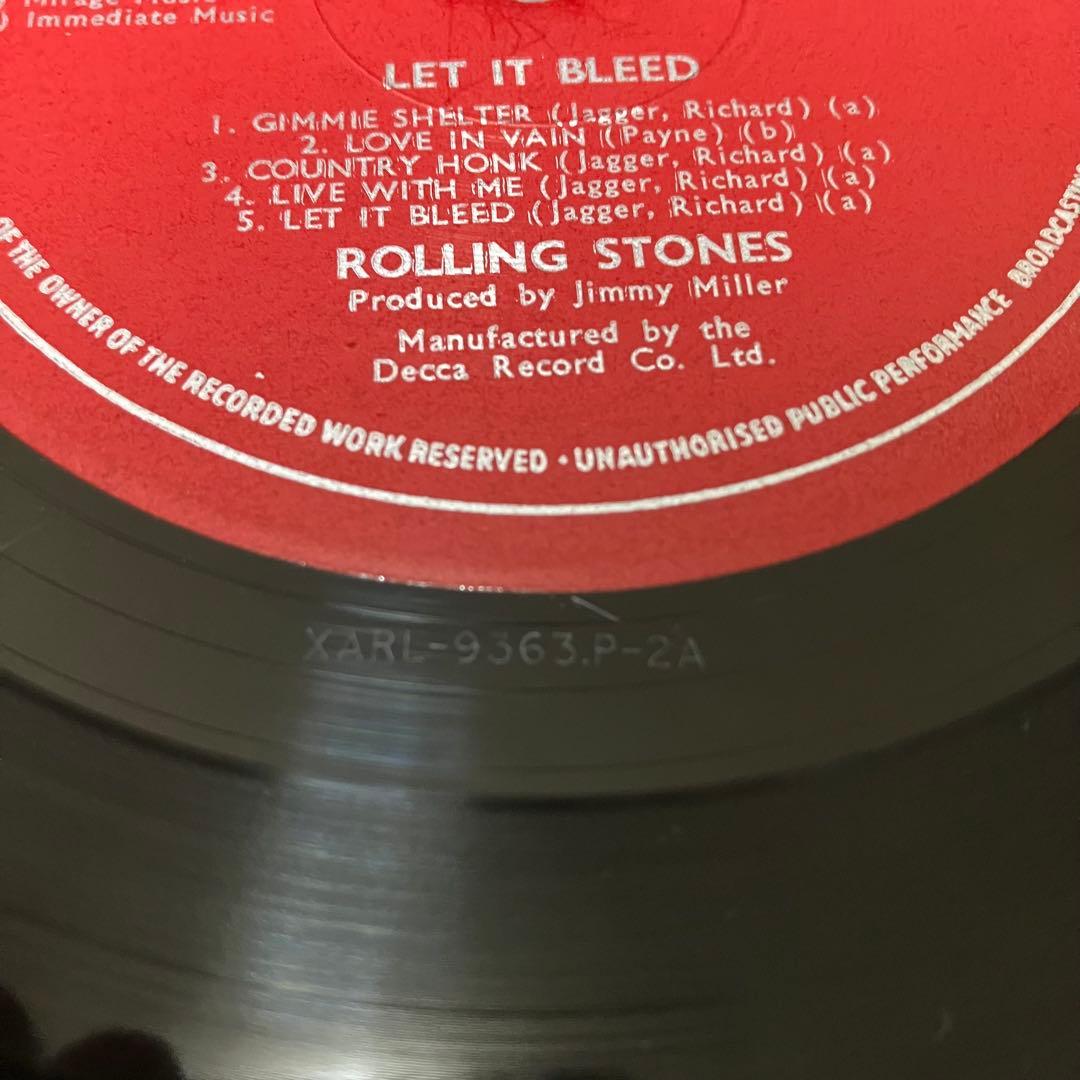 Immediate Music
LET IT BLEED
1. GIMMIE SHELTER (Jagger, Richard) (a)
2. LOVE IN VAIN (Payne) (b)
3. COUNTRY HONK (Jagger, Richard) (a)
4. LIVE WITH ME (Jagger, Richard) (a)
5. LET IT BLEED (Jagger, Richard) (a)
ROLLING STONES
Produced by Jimmy Miller
Manufactured by the
Decca Record Co. Ltd.
OF THE OWNER OF THE RECORDED WORK RESERVED · UNAUTHORISED PUBLIC PERFORMANCE BROADCASTING
XARL-9363.P-2A